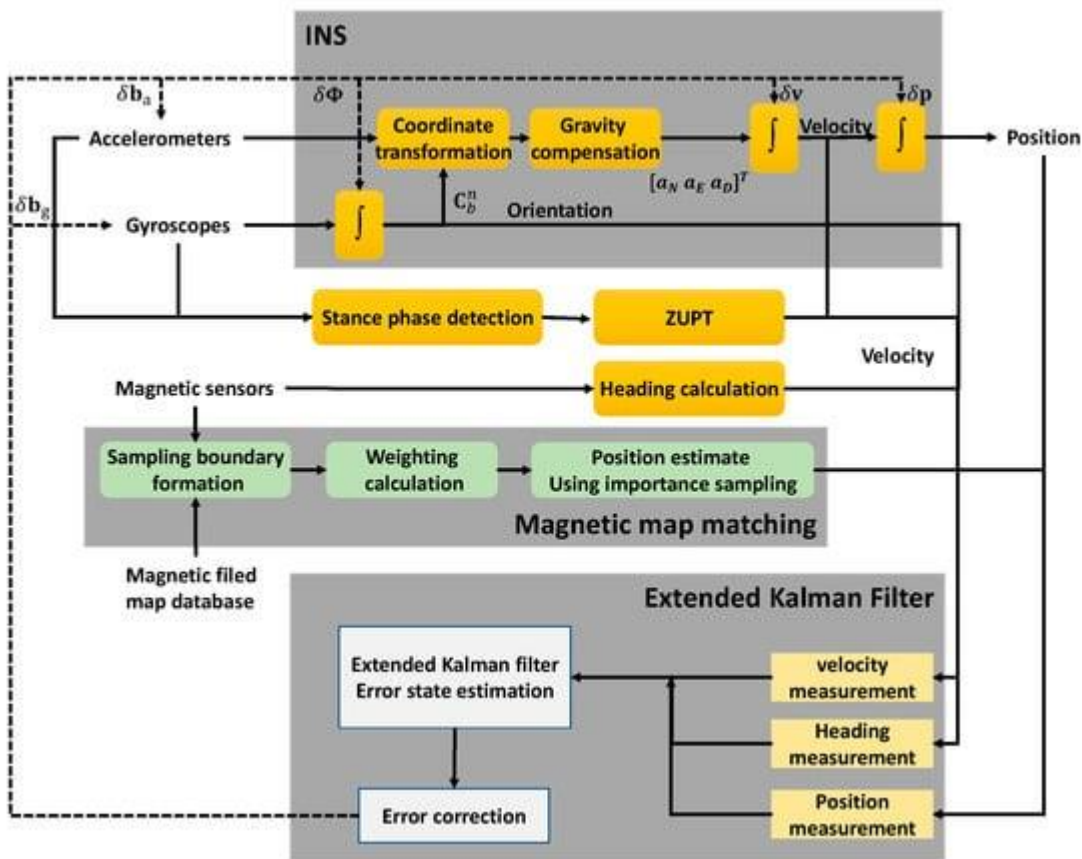 INS
δb_a
δΦ
δv
δp
Accelerometers
Coordinate
transformation
Gravity
compensation
∫
Velocity
∫
Position
[a_N a_E a_D]^T
δb_g
C_b^n
Orientation
Gyroscopes
∫
Stance phase detection
ZUPT
Velocity
Magnetic sensors
Heading calculation
Sampling boundary
formation
Weighting
calculation
Position estimate
Using importance sampling
Magnetic map matching
Magnetic filed
map database
Extended Kalman Filter
Extended Kalman filter
Error state estimation
velocity
measurement
Heading
measurement
Position
measurement
Error correction